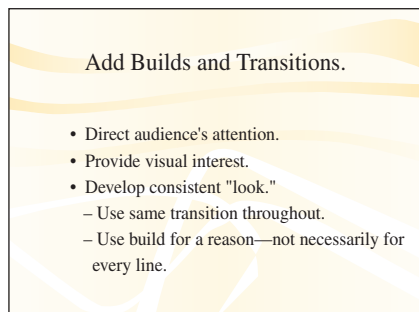 Add Builds and Transitions.
• Direct audience's attention.
• Provide visual interest.
• Develop consistent "look."
– Use same transition throughout.
– Use build for a reason—not necessarily for
every line.